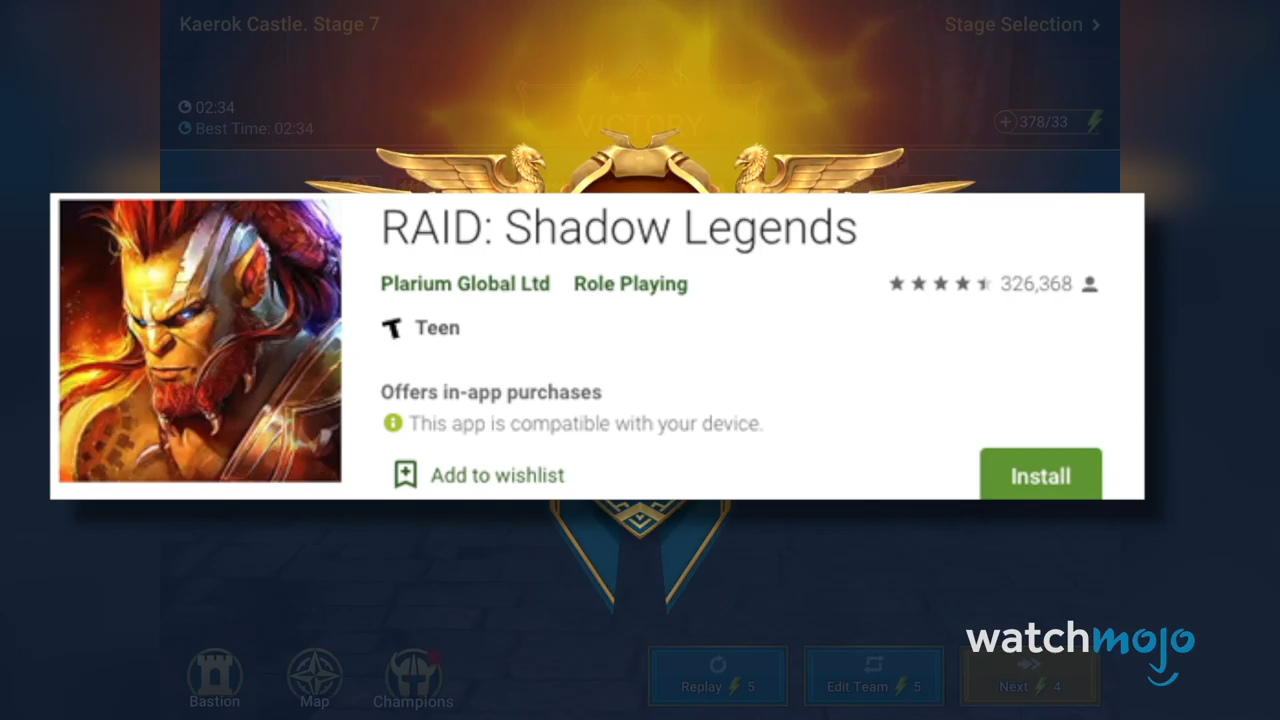 Kaerok Castle. Stage 7
Stage Selection >
02:34
Best Time: 02:34
378/33
VICTORY
RAID: Shadow Legends
Plarium Global Ltd Role Playing
326,368
T Teen
Offers in-app purchases
This app is compatible with your device.
Add to wishlist
Install
watchmojo
Replay 5
Edit Team 5
Next 4
Bastion
Map
Champions